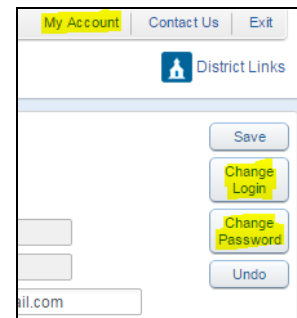 My Account Contact Us Exit
District Links
Save
Change
Login
Change
Password
Undo
ail.com